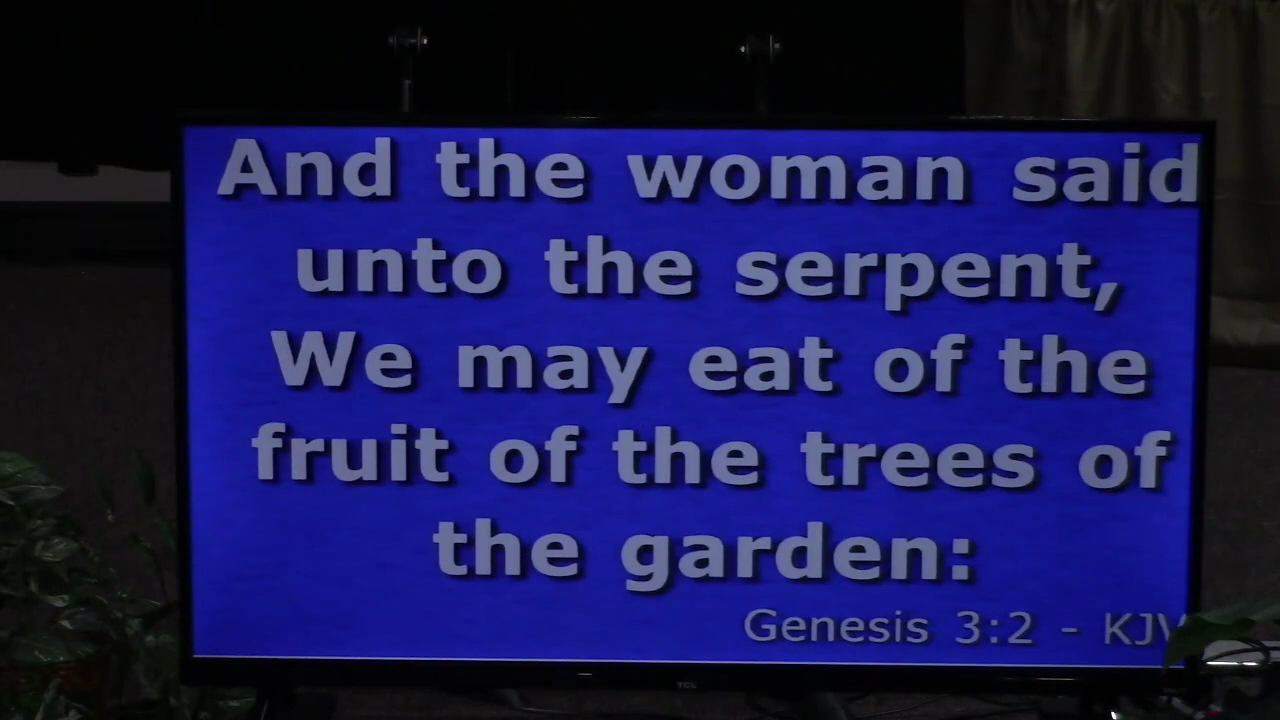 And the woman said
unto the serpent,
We may eat of the
fruit of the trees of
the garden:
Genesis 3:2 - KJV
TCL